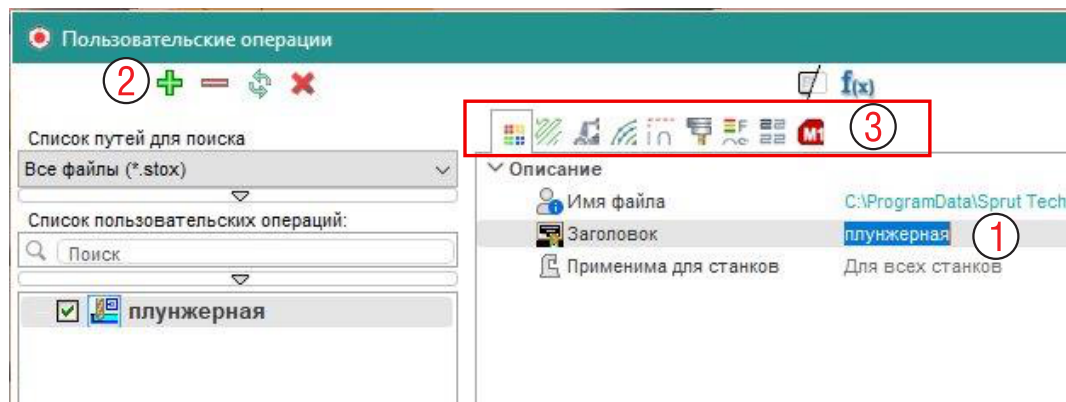 Пользовательские операции
2
f(x)
3
Список путей для поиска
Все файлы (*.stox)
Описание
Имя файла C:\ProgramData\Sprut Tech
Список пользовательских операций:
Заголовок плунжерная 1
Поиск
Применима для станков Для всех станков
плунжерная